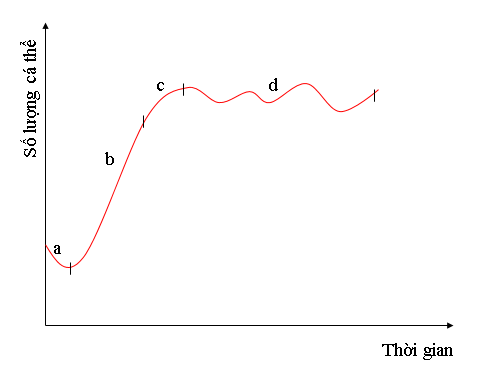 Số lượng cá thể
a
b
c
d
Thời gian